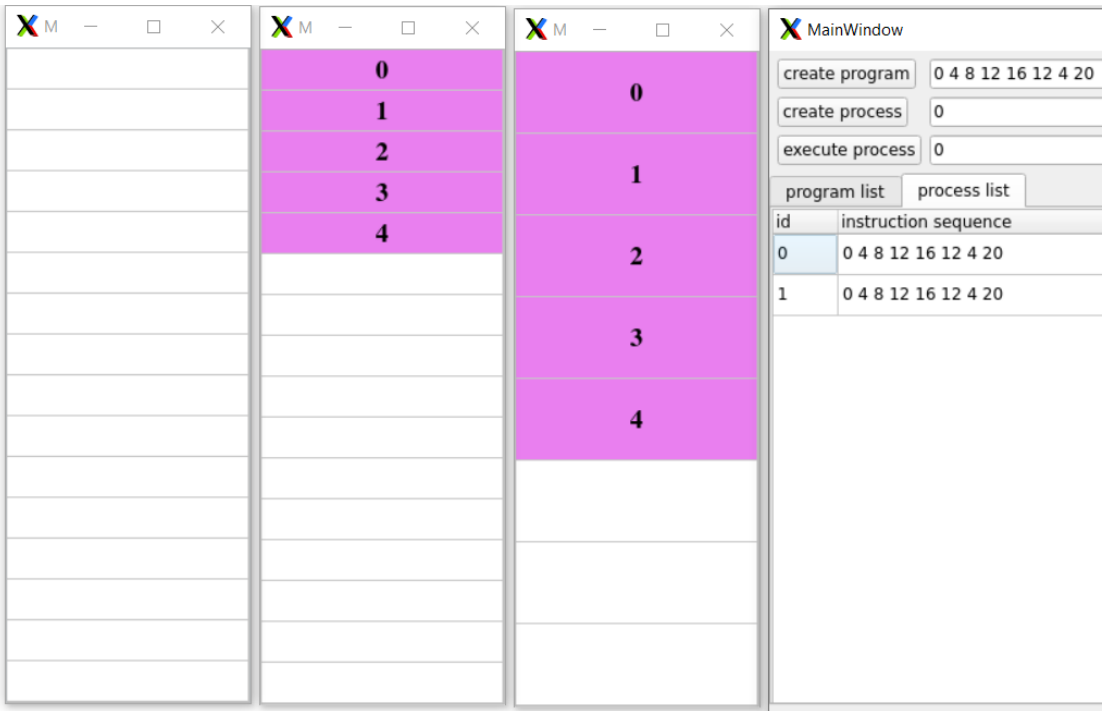 M
M
0
1
2
3
4
M
0
1
2
3
4
MainWindow
create program 0 4 8 12 16 12 4 20
create process 0
execute process 0
program list process list
id instruction sequence
0 0 4 8 12 16 12 4 20
1 0 4 8 12 16 12 4 20